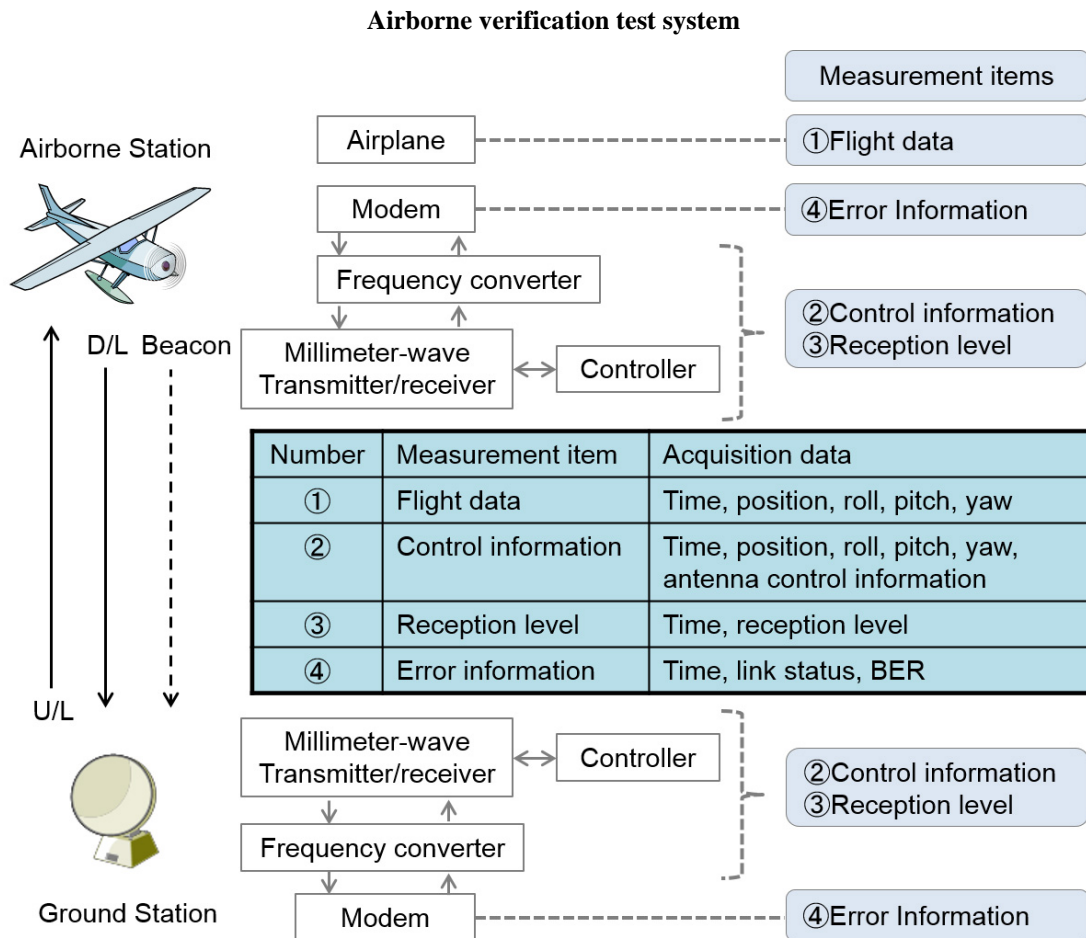 Airborne verification test system
Measurement items
Airborne Station
Airplane
①Flight data
Modem
④Error Information
Frequency converter
D/L Beacon
Millimeter-wave
Transmitter/receiver
Controller
②Control information
③Reception level
Number Measurement item Acquisition data
① Flight data Time, position, roll, pitch, yaw
② Control information Time, position, roll, pitch, yaw,
antenna control information
③ Reception level Time, reception level
④ Error information Time, link status, BER
U/L
Millimeter-wave
Transmitter/receiver
Controller
②Control information
③Reception level
Frequency converter
Ground Station
Modem
④Error Information